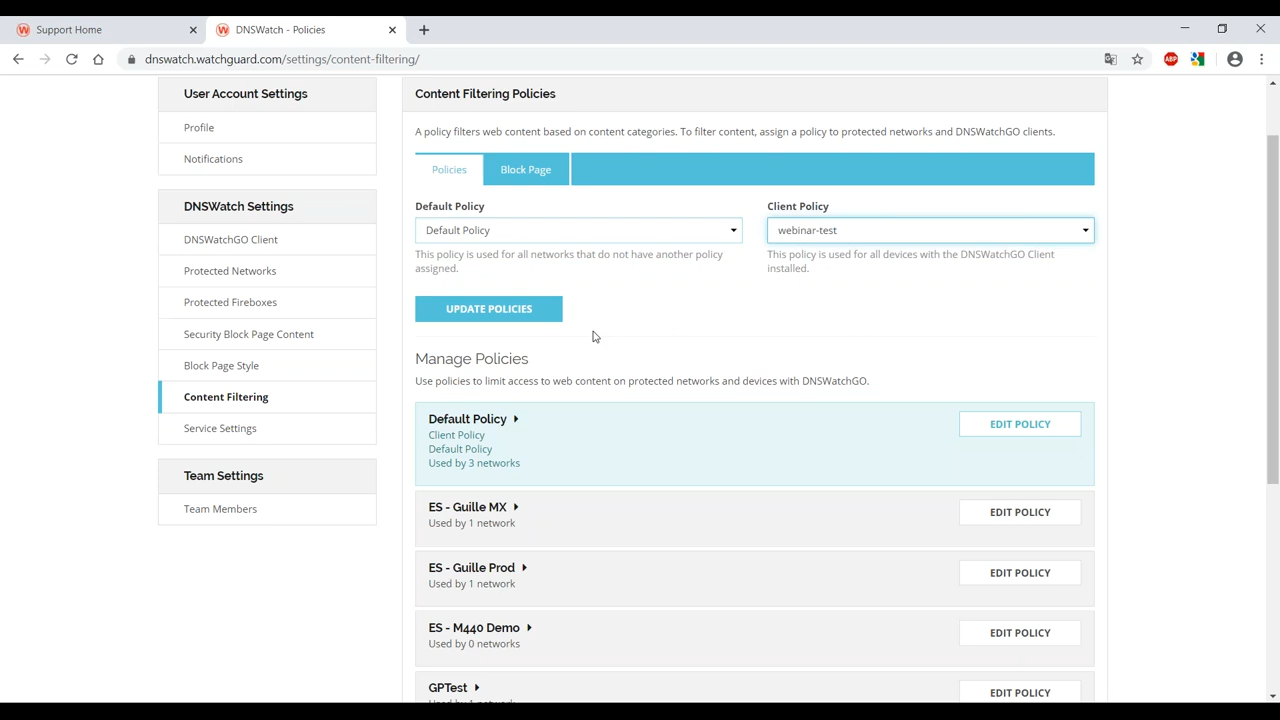 Support Home
DNSWatch - Policies
dnswatch.watchguard.com/settings/content-filtering/
ABP
User Account Settings
Profile
Notifications
DNSWatch Settings
DNSWatchGO Client
Protected Networks
Protected Fireboxes
Security Block Page Content
Block Page Style
Content Filtering
Service Settings
Team Settings
Team Members
Content Filtering Policies
A policy filters web content based on content categories. To filter content, assign a policy to protected networks and DNSWatchGO clients.
Policies
Block Page
Default Policy
Default Policy
This policy is used for all networks that do not have another policy
assigned.
Client Policy
webinar-test
This policy is used for all devices with the DNSWatchGO Client
installed.
UPDATE POLICIES
Manage Policies
Use policies to limit access to web content on protected networks and devices with DNSWatchGO.
Default Policy
Client Policy
Default Policy
Used by 3 networks
EDIT POLICY
ES - Guille MX
Used by 1 network
EDIT POLICY
ES - Guille Prod
Used by 1 network
EDIT POLICY
ES - M440 Demo
Used by 0 networks
EDIT POLICY
GPTest
EDIT POLICY